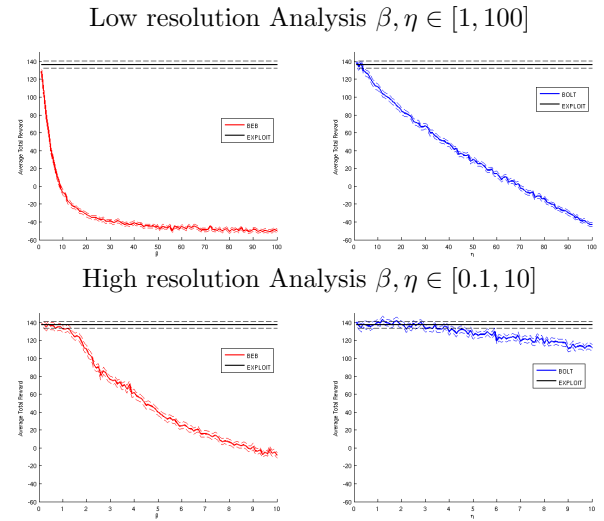 Low resolution Analysis β, η ∈ [1, 100]
Average Total Reward
140
120
100
80
60
40
20
0
-20
-40
-60
BEB
EXPLOIT
0 10 20 30 40 50 60 70 80 90 100
β
Average Total Reward
140
120
100
80
60
40
20
0
-20
-40
-60
BOLT
EXPLOIT
0 10 20 30 40 50 60 70 80 90 100
η
High resolution Analysis β, η ∈ [0.1, 10]
Average Total Reward
140
120
100
80
60
40
20
0
-20
-40
-60
BEB
EXPLOIT
0 1 2 3 4 5 6 7 8 9 10
β
Average Total Reward
140
120
100
80
60
40
20
0
-20
-40
-60
BOLT
EXPLOIT
0 1 2 3 4 5 6 7 8 9 10
η